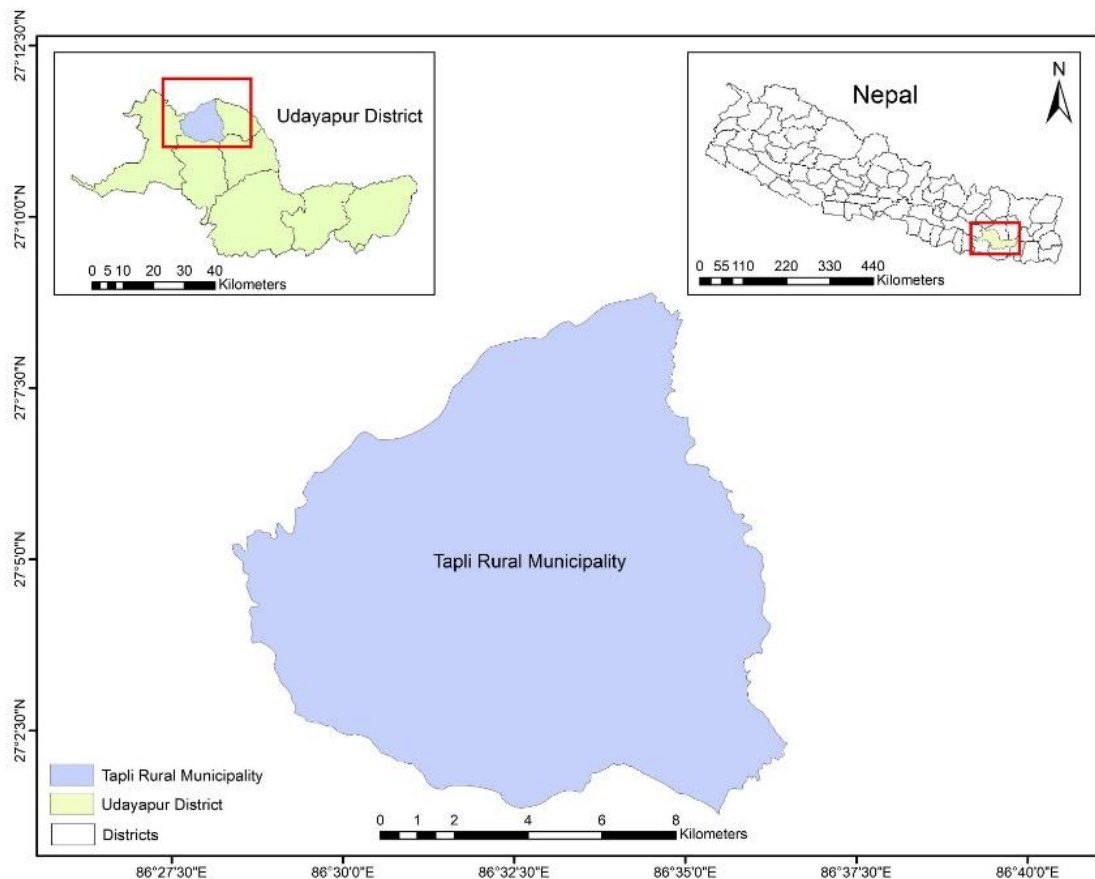 27°12'30"N
27°10'0"N
27°7'30"N
27°5'0"N
27°2'30"N
Udayapur District
0 5 10 20 30 40
Kilometers
Nepal
N
0 55 110 220 330 440
Kilometers
Tapli Rural Municipality
Tapli Rural Municipality
Udayapur District
Districts
0 1 2 4 6 8
Kilometers
86°27'30"E 86°30'0"E 86°32'30"E 86°35'0"E 86°37'30"E 86°40'0"E